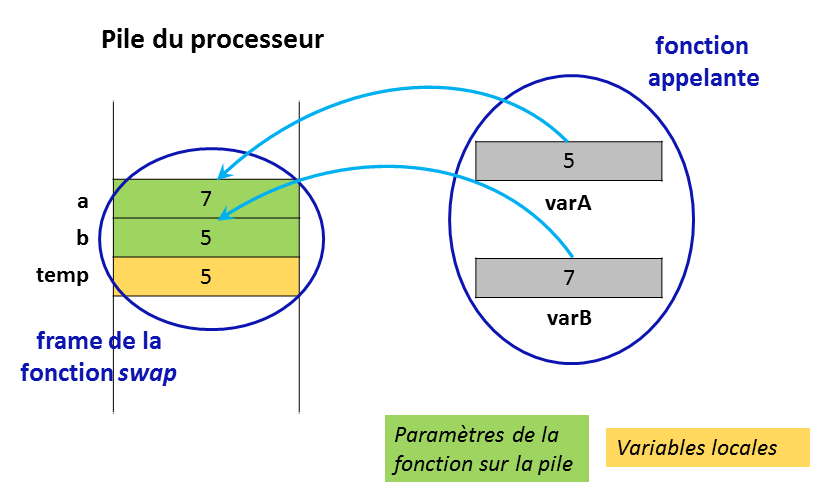 Pile du processeur
fonction
appelante
5
varA
a
7
b
5
temp
5
7
varB
frame de la
fonction swap
Paramètres de la
fonction sur la pile
Variables locales